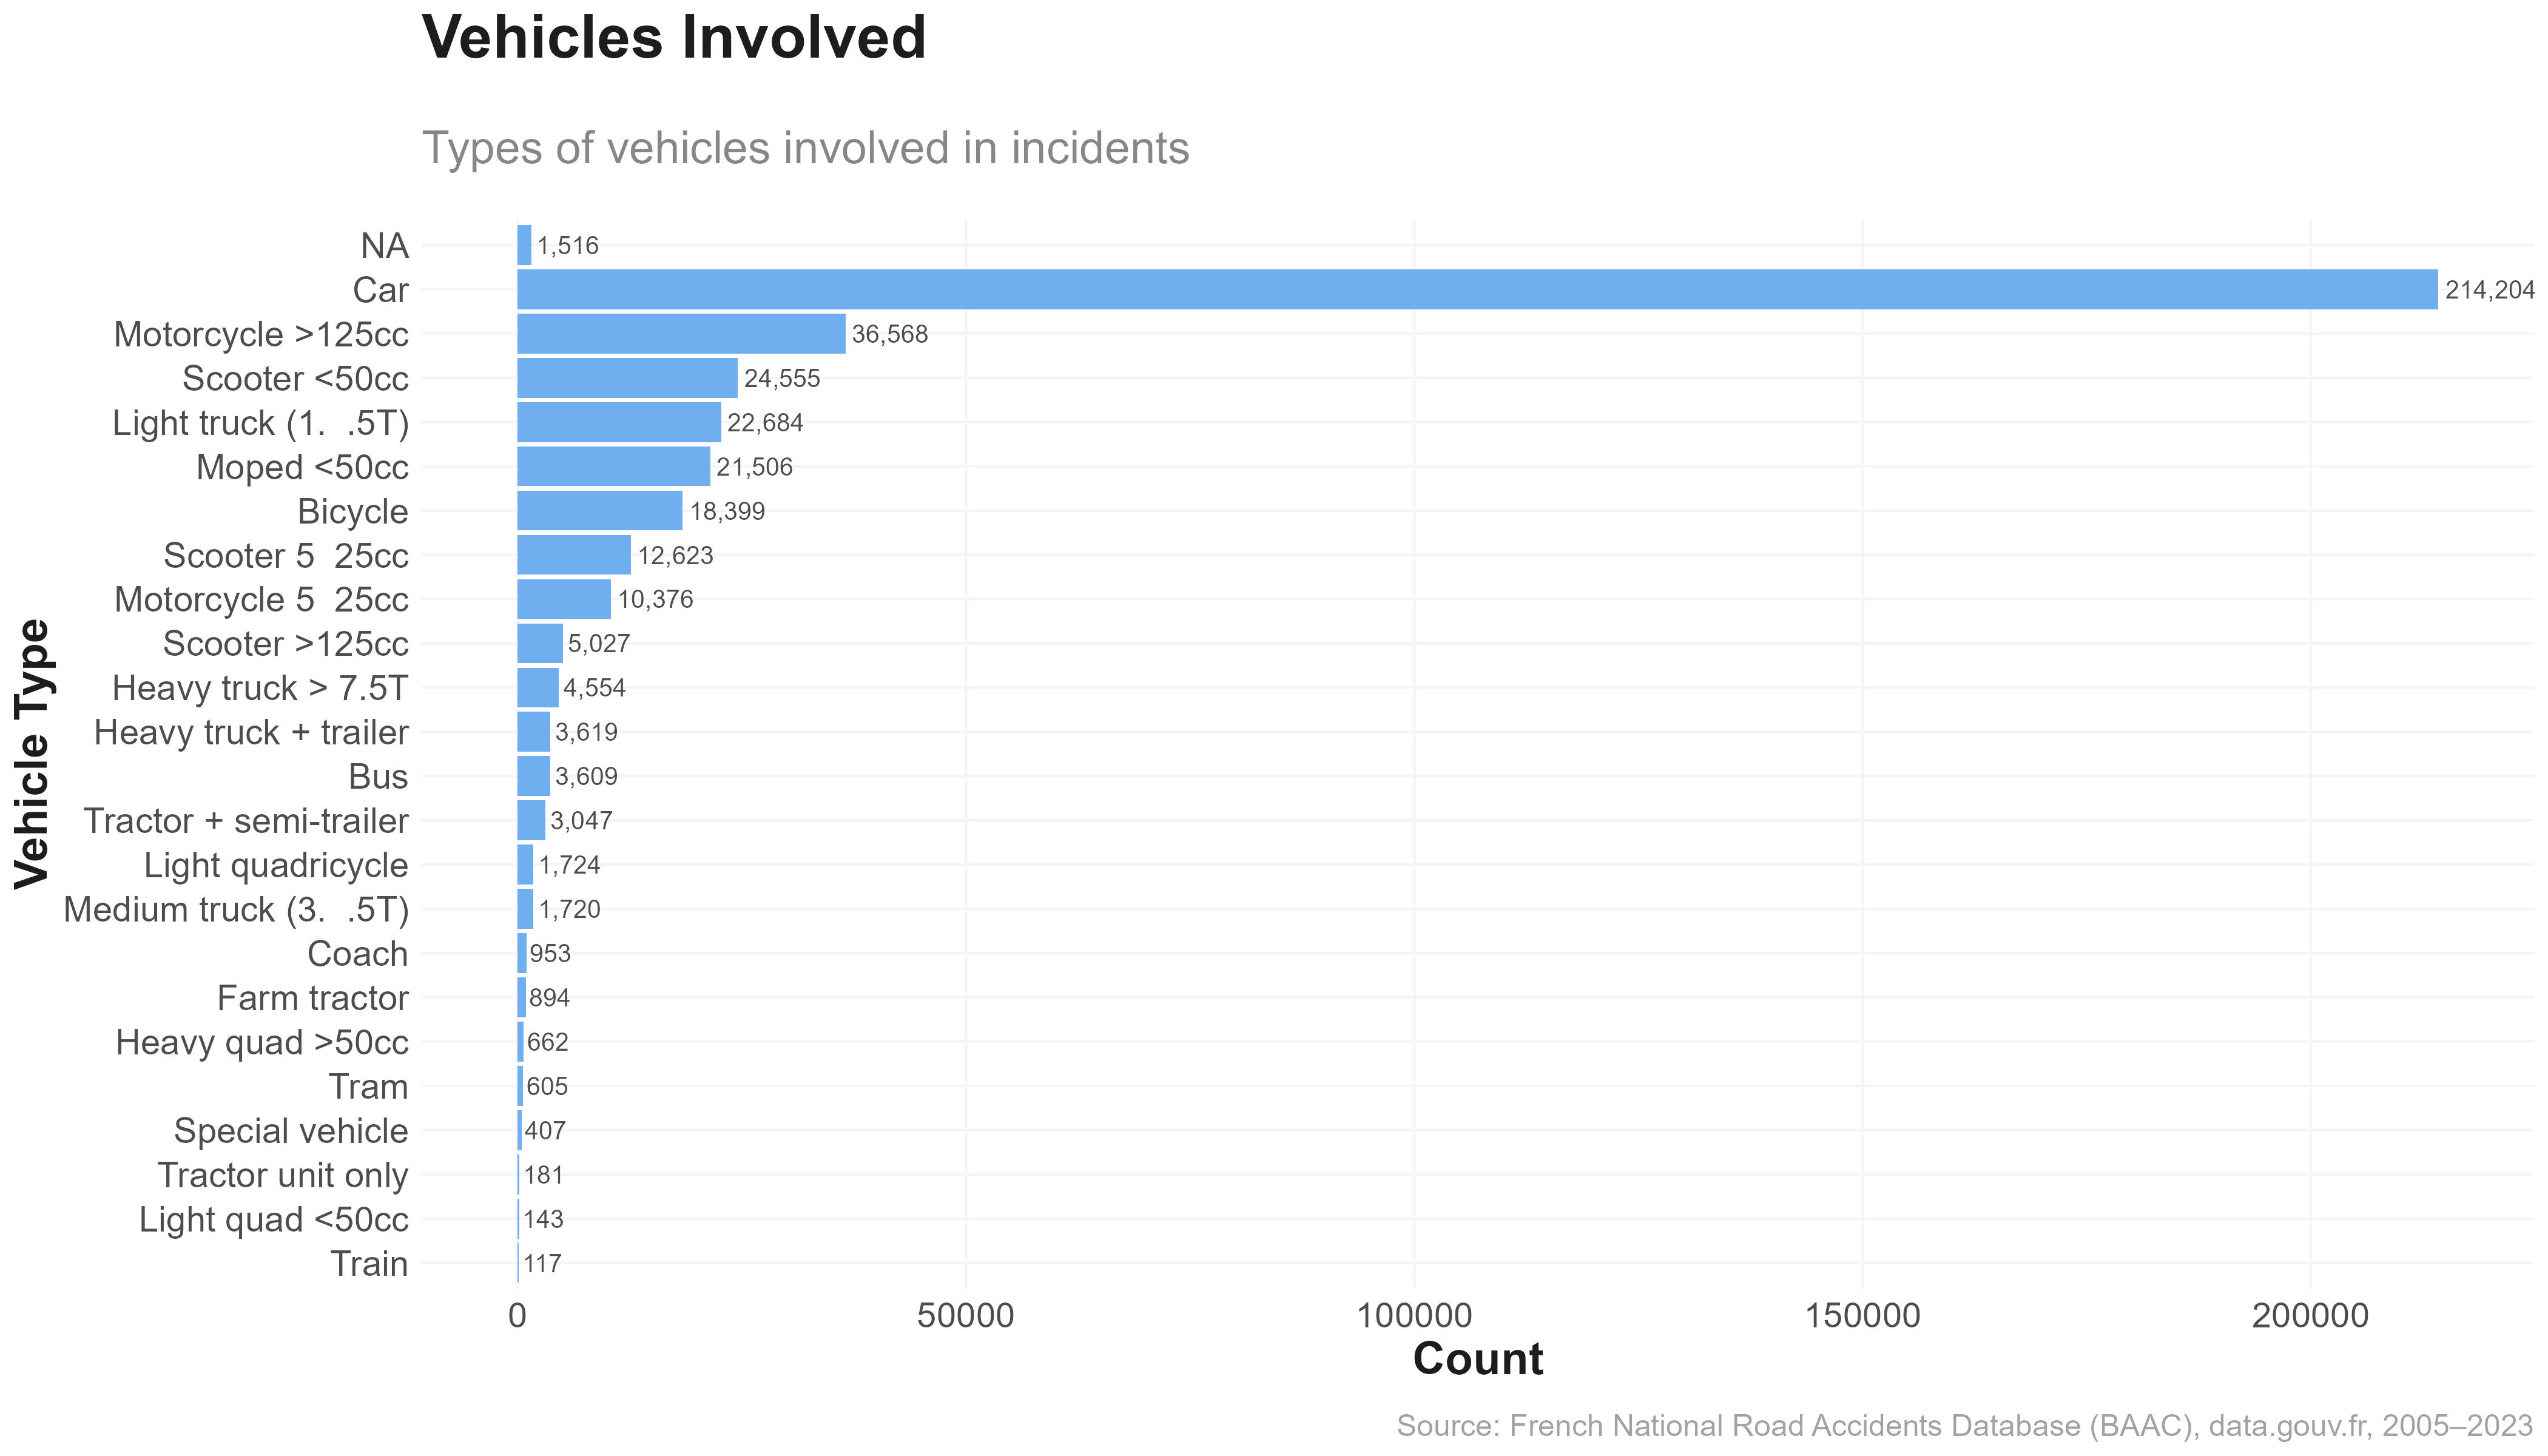 Vehicles Involved
Types of vehicles involved in incidents
NA 1,516
Car 214,204
Motorcycle >125cc 36,568
Scooter <50cc 24,555
Light truck (1.  .5T) 22,684
Moped <50cc 21,506
Bicycle 18,399
Scooter 5  25cc 12,623
Motorcycle 5  25cc 10,376
Scooter >125cc 5,027
Heavy truck > 7.5T 4,554
Heavy truck + trailer 3,619
Bus 3,609
Tractor + semi-trailer 3,047
Light quadricycle 1,724
Medium truck (3.  .5T) 1,720
Coach 953
Farm tractor 894
Heavy quad >50cc 662
Tram 605
Special vehicle 407
Tractor unit only 181
Light quad <50cc 143
Train 117
Vehicle Type
0 50000 100000 150000 200000
Count
Source: French National Road Accidents Database (BAAC), data.gouv.fr, 2005–2023